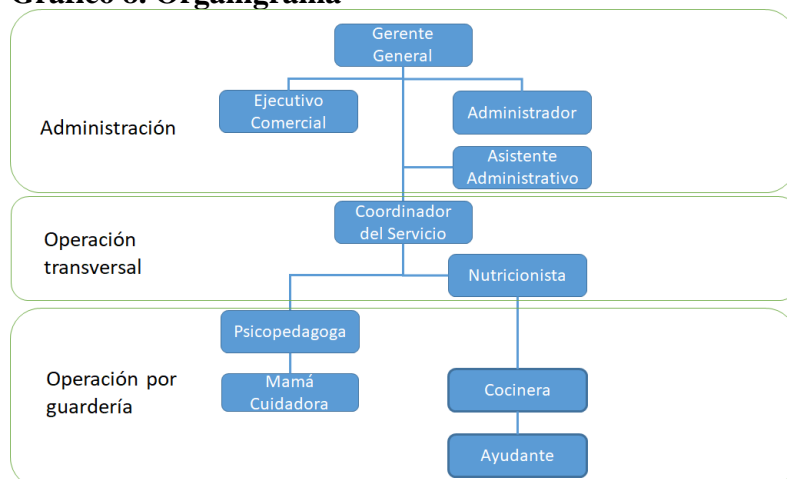 Gráfico 8. Organigrama
Gerente
General
Ejecutivo
Comercial
Administrador
Administración
Asistente
Administrativo
Coordinador
del Servicio
Operación
transversal
Nutricionista
Psicopedagoga
Operación por
guardería
Mamá
Cuidadora
Cocinera
Ayudante